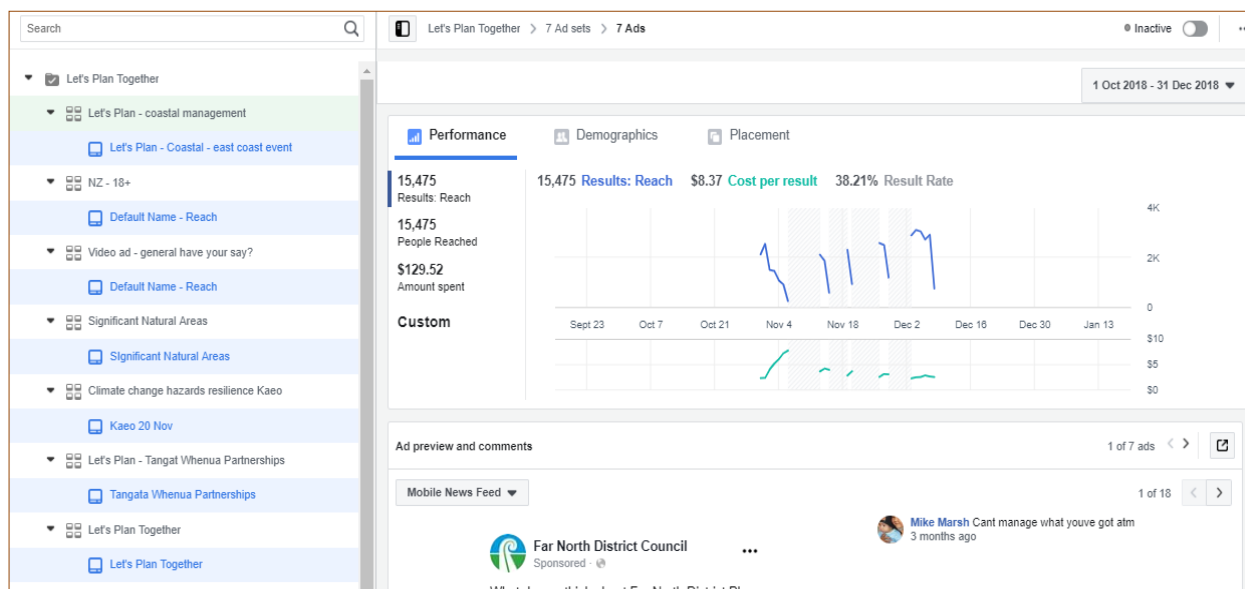 Search
Let's Plan Together
Let's Plan - coastal management
Let's Plan - Coastal - east coast event
NZ - 18+
Default Name - Reach
Video ad - general have your say?
Default Name - Reach
Significant Natural Areas
SIgnificant Natural Areas
Climate change hazards resilience Kaeo
Kaeo 20 Nov
Let's Plan - Tangat Whenua Partnerships
Tangata Whenua Partnerships
Let's Plan Together
Let's Plan Together
Let's Plan Together > 7 Ad sets > 7 Ads
Inactive
1 Oct 2018 - 31 Dec 2018
Performance Demographics Placement
15,475
Results: Reach
15,475
People Reached
$129.52
Amount spent
Custom
15,475 Results: Reach $8.37 Cost per result 38.21% Result Rate
4K
2K
0
Sept 23 Oct 7 Oct 21 Nov 4 Nov 18 Dec 2 Dec 16 Dec 30 Jan 13
$10
$5
$0
Ad preview and comments
1 of 7 ads
Mobile News Feed
1 of 18
Far North District Council
Sponsored ·
Mike Marsh Cant manage what youve got atm
3 months ago